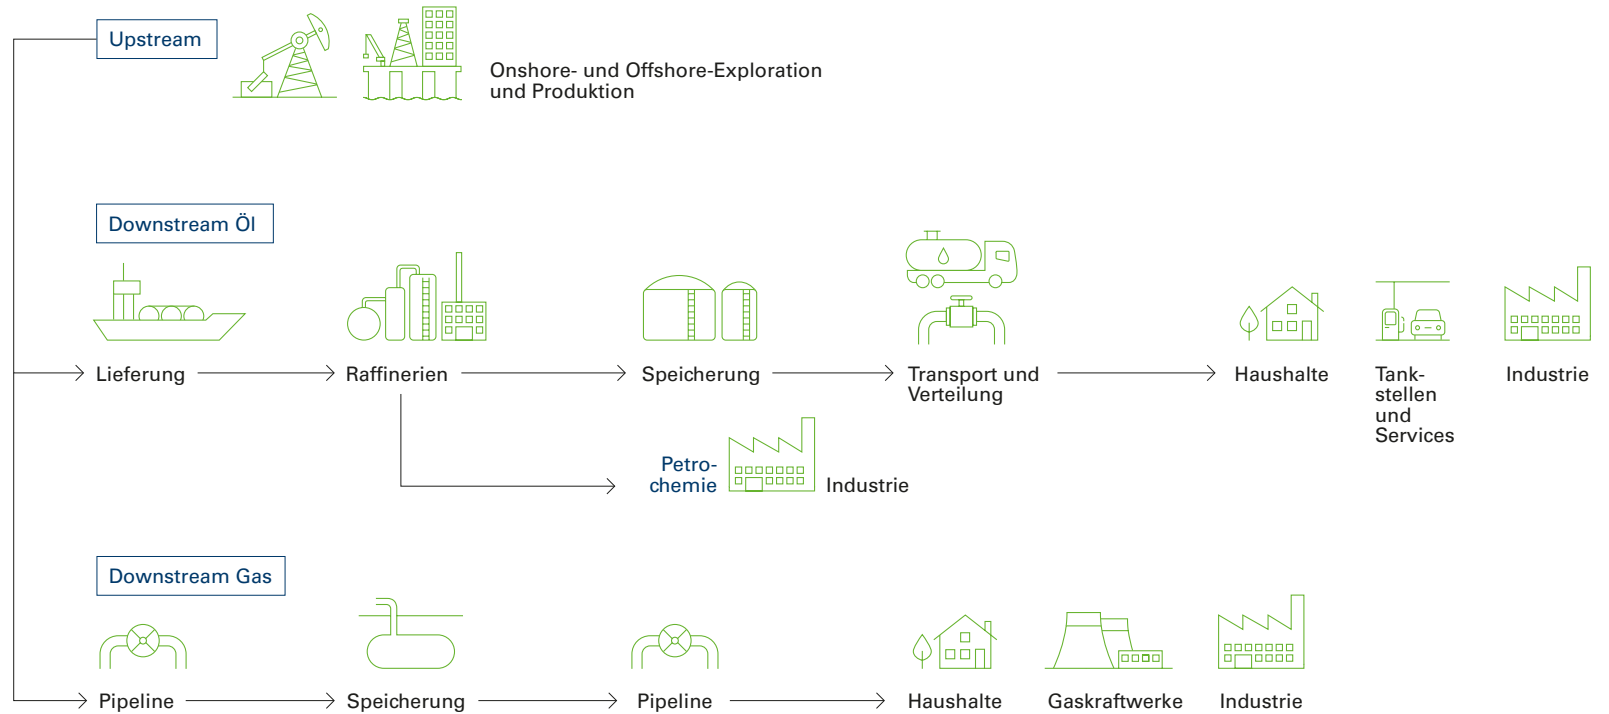 Upstream
Onshore- und Offshore-Exploration
und Produktion
Downstream Öl
Lieferung
Raffinerien
Speicherung
Transport und
Verteilung
Haushalte
Tank-
stellen
und
Services
Industrie
Petro-
chemie
Industrie
Downstream Gas
Pipeline
Speicherung
Pipeline
Haushalte
Gaskraftwerke
Industrie